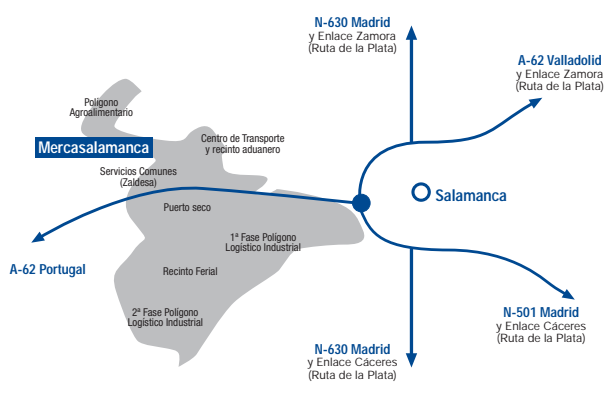 N-630 Madrid
y Enlace Zamora
(Ruta de la Plata)
A-62 Valladolid
y Enlace Zamora
(Ruta de la Plata)
Polígono
Agroalimentario
Mercasalamanca
Centro de Transporte
y recinto aduanero
Servicios Comunes
(Zaldesa)
Puerto seco
Salamanca
1ª Fase Polígono
Logístico Industrial
A-62 Portugal
Recinto Ferial
2ª Fase Polígono
Logístico Industrial
N-501 Madrid
y Enlace Cáceres
(Ruta de la Plata)
N-630 Madrid
y Enlace Cáceres
(Ruta de la Plata)